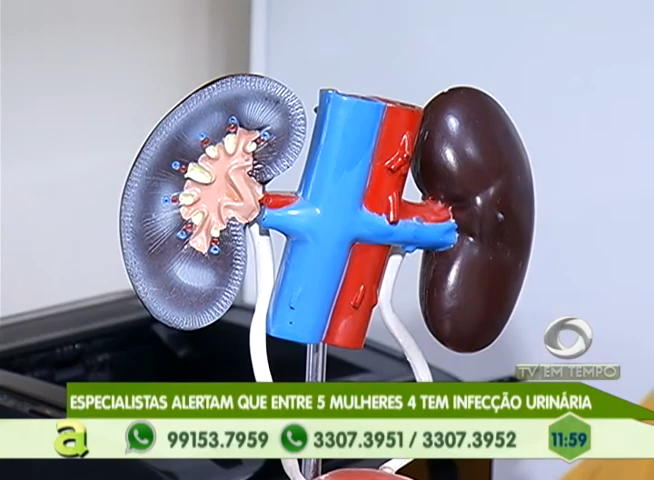 TV EM TEMPO
ESPECIALISTAS ALERTAM QUE ENTRE 5 MULHERES 4 TEM INFECÇÃO URINÁRIA
a 99153.7959 3307.3951 / 3307.3952 11:59